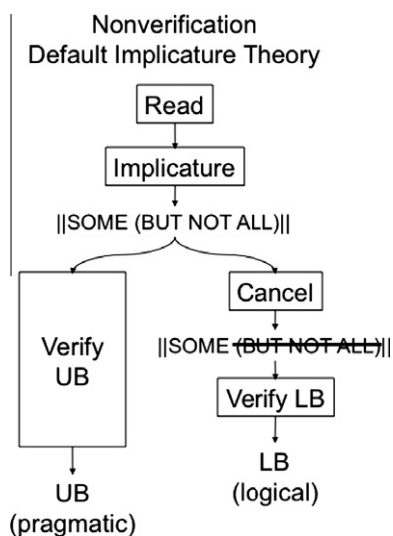 Nonverification
Default Implicature Theory
Read
Implicature
||SOME (BUT NOT ALL)||
Cancel
||SOME (BUT NOT ALL)||
Verify
UB
Verify LB
UB
(pragmatic)
LB
(logical)